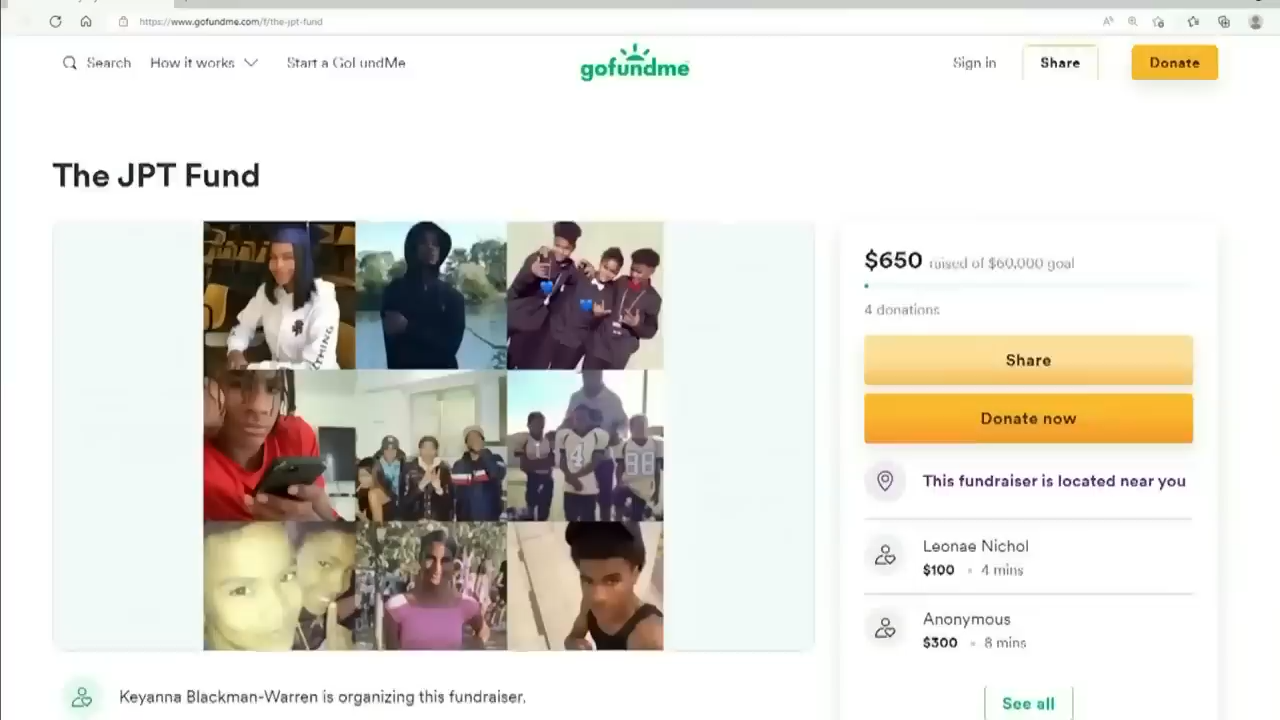 https://www.gofundme.com/f/the-jpt-fund
Search How it works Start a GoFundMe gofundme Sign in Share Donate
The JPT Fund
$650 raised of $60,000 goal
4 donations
Share
Donate now
This fundraiser is located near you
Leonae Nichol
$100 • 4 mins
Anonymous
$300 • 8 mins
See all
Keyanna Blackman-Warren is organizing this fundraiser.
4
88